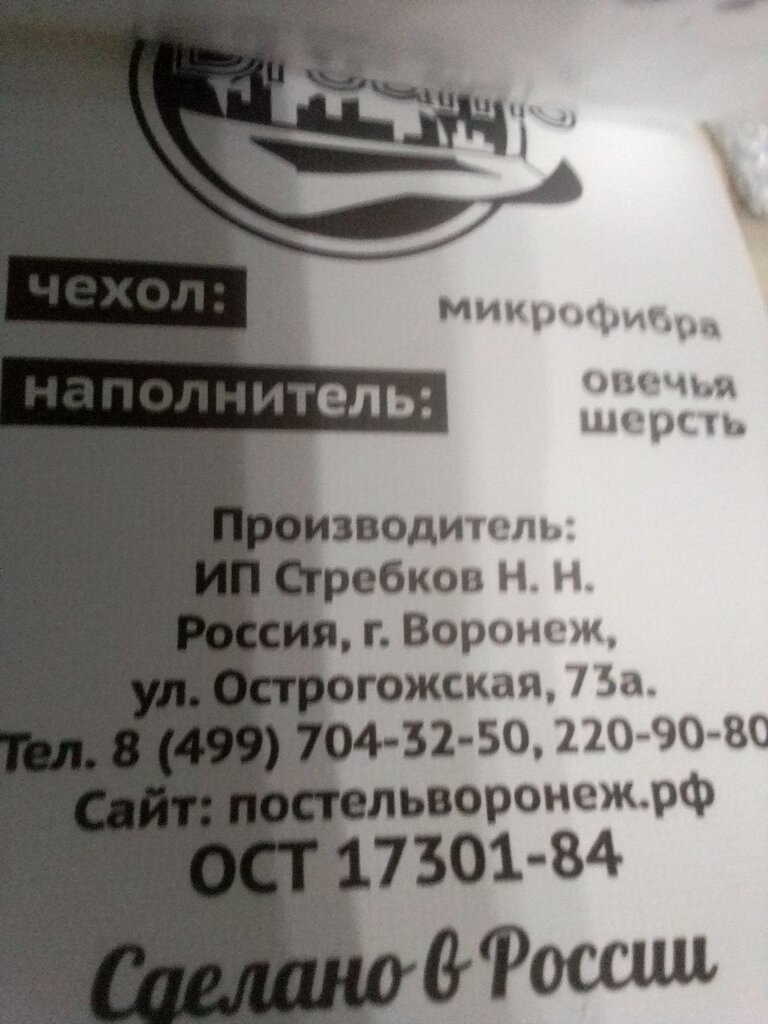 чехол: микрофибра
наполнитель: овечья
шерсть
Производитель:
ИП Стребков Н. Н.
Россия, г. Воронеж,
ул. Острогожская, 73а.
Тел. 8 (499) 704-32-50, 220-90-80
Сайт: постельворонеж.рф
ОСТ 17301-84
Сделано в России